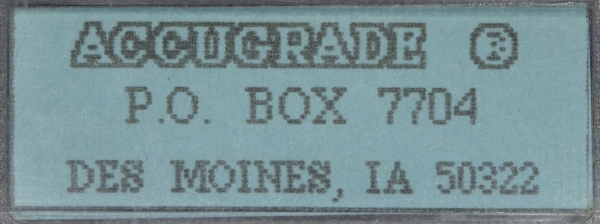 ACCUGRADE ®
P.O. BOX 7704
DES MOINES, IA 50322